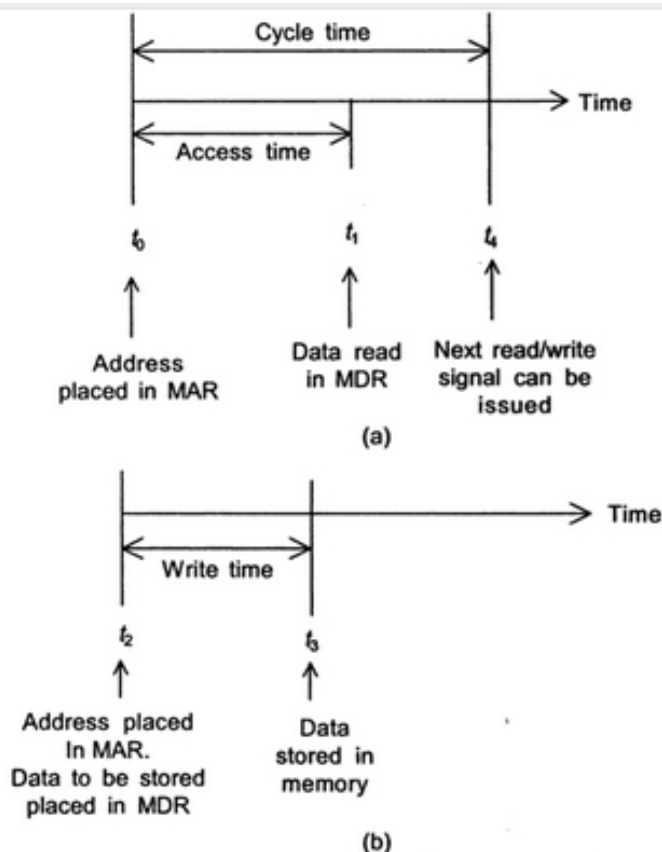 Cycle time
Time
Access time
t₀
t₁
t₄
Address
placed in MAR
Data read
in MDR
Next read/write
signal can be
issued
(a)
Time
Write time
t₂
t₃
Address placed
In MAR.
Data to be stored
placed in MDR
Data
stored in
memory
(b)